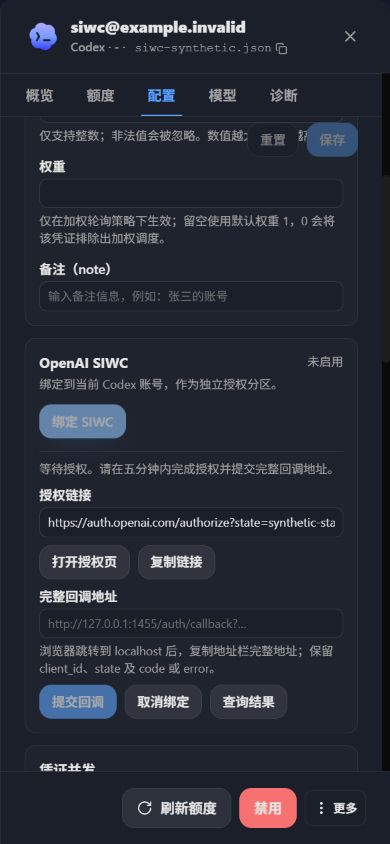 siwc@example.invalid
Codex · - · siwc-synthetic.json
概览 额度 配置 模型 诊断
仅支持整数；非法值会被忽略。数值越
重置 保存
权重
仅在加权轮询策略下生效；留空使用默认权重 1，0 会将
该凭证排除出加权调度。
备注（note）
输入备注信息，例如：张三的账号
OpenAI SIWC 未启用
绑定到当前 Codex 账号，作为独立授权分区。
绑定 SIWC
等待授权。请在五分钟内完成授权并提交完整回调地址。
授权链接
https://auth.openai.com/authorize?state=synthetic-sta
打开授权页 复制链接
完整回调地址
http://127.0.0.1:1455/auth/callback?...
浏览器跳转到 localhost 后，复制地址栏完整地址；保留
client_id、state 及 code 或 error。
提交回调 取消绑定 查询结果
凭证并发
刷新额度 禁用 更多